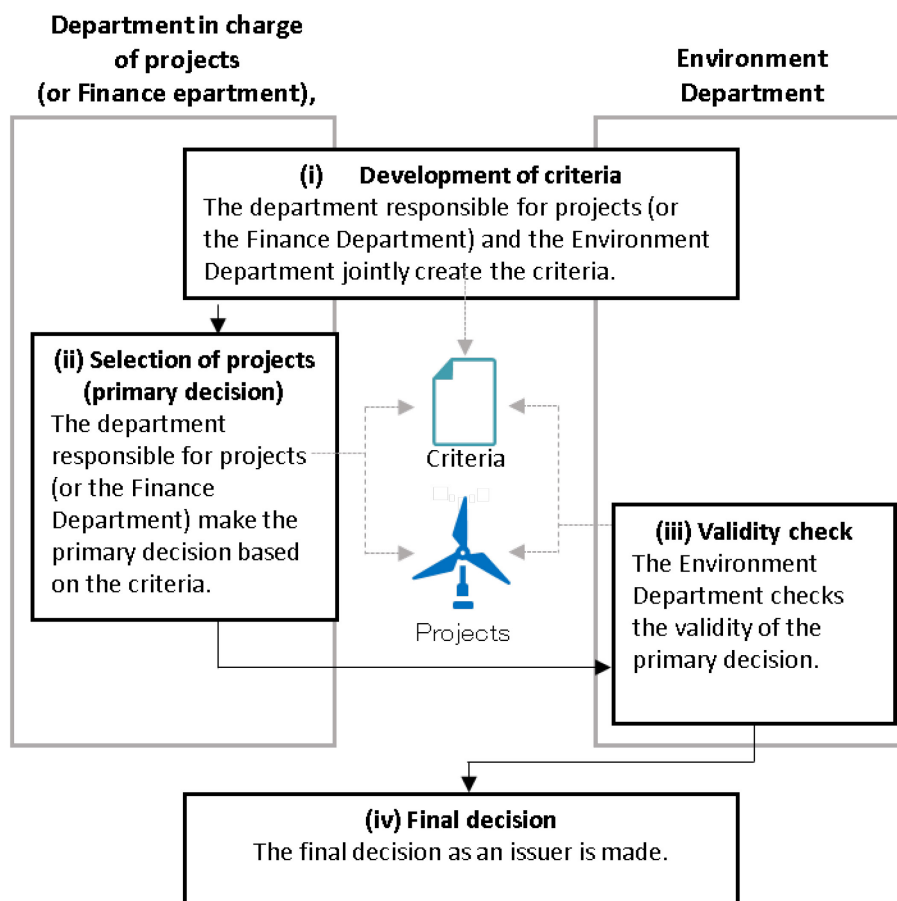 Department in charge
of projects
(or Finance epartment),
Environment
Department
(i) Development of criteria
The department responsible for projects (or
the Finance Department) and the Environment
Department jointly create the criteria.
(ii) Selection of projects
(primary decision)
The department
responsible for projects
(or the Finance
Department) make the
primary decision based
on the criteria.
Criteria
Projects
(iii) Validity check
The Environment
Department checks
the validity of the
primary decision.
(iv) Final decision
The final decision as an issuer is made.